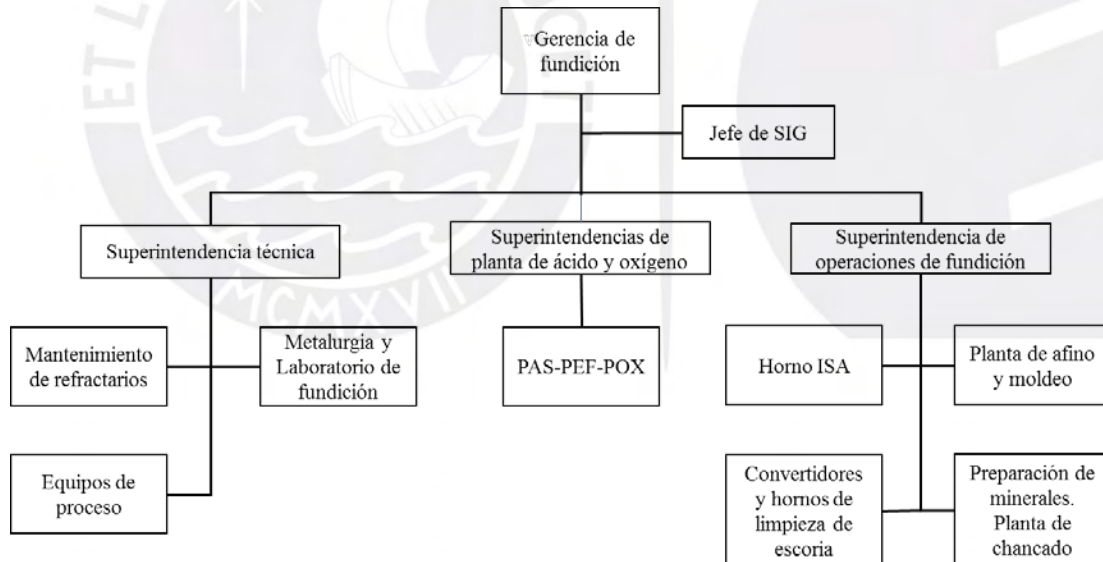 vGerencia de
fundición
Jefe de SIG
Superintendencia técnica
Superintendencias de
planta de ácido y oxígeno
Superintendencia de
operaciones de fundición
Mantenimiento
de refractarios
Metalurgia y
Laboratorio de
fundición
PAS-PEF-POX
Horno ISA
Planta de afino
y moldeo
Equipos de
proceso
Convertidores
y hornos de
limpieza de
escoria
Preparación de
minerales.
Planta de
chancado
MCMXVII